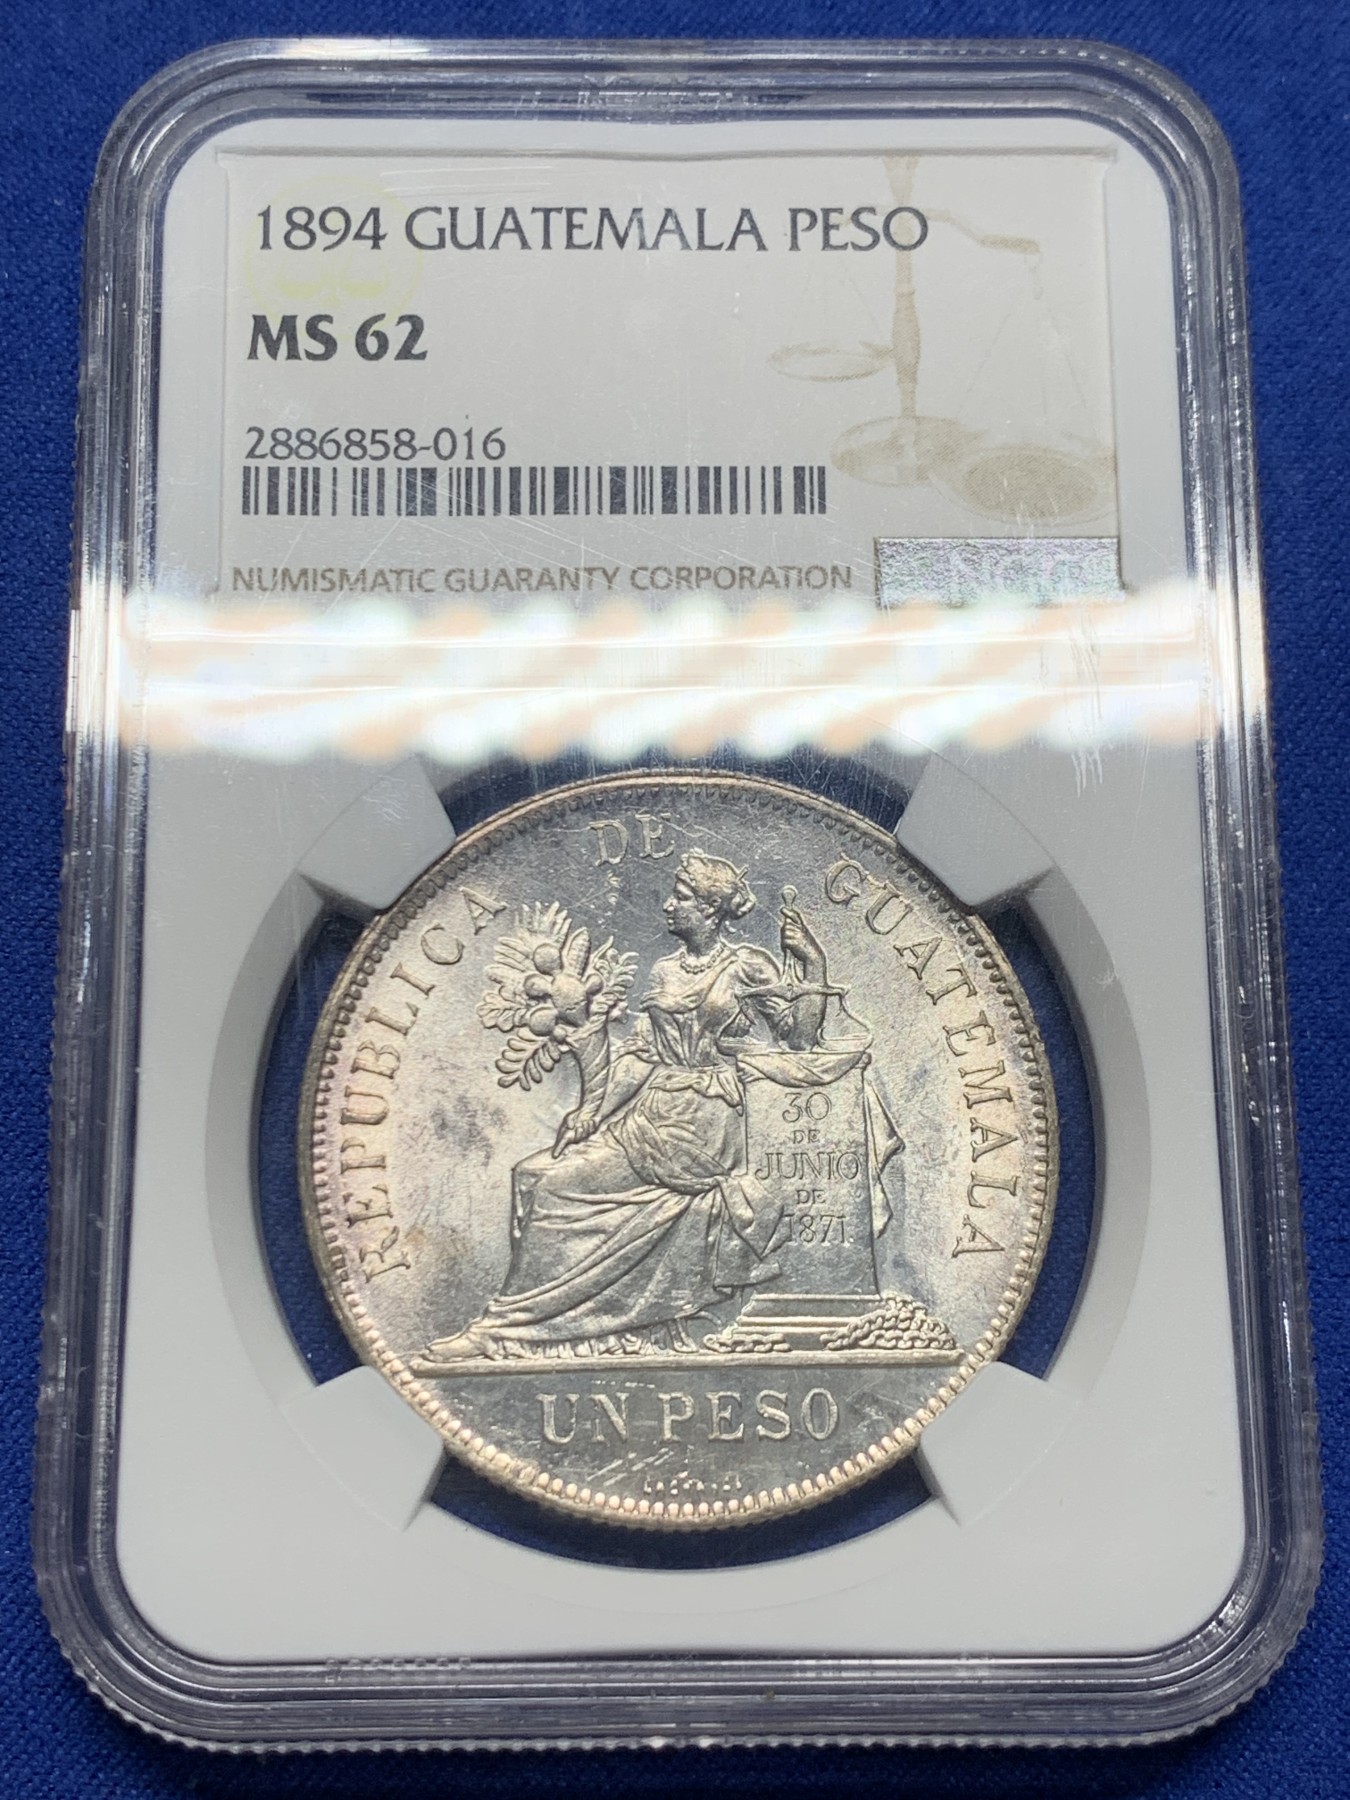 1894 GUATEMALA PESO
MS 62
2886858-016
NUMISMATIC GUARANTY CORPORATION
REPUBLICA DE GUATEMALA
30
DE
JUNIO
DE
1871.
UN PESO